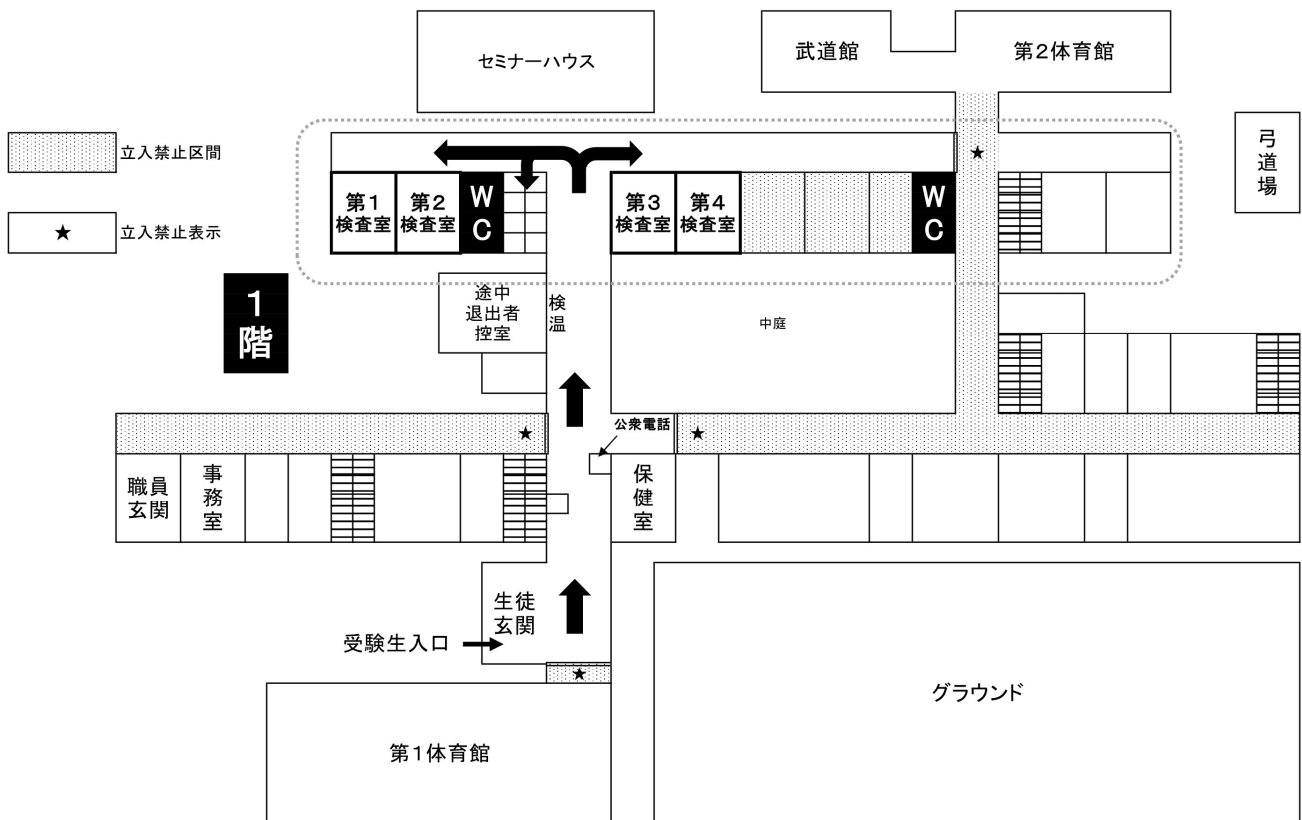 セミナーハウス
武道館
第2体育館
立入禁止区間
★
立入禁止表示
★
弓道場
第1
検査室
第2
検査室
W
C
第3
検査室
第4
検査室
W
C
1
階
途中
退出者
控室
検温
中庭
公衆電話
★
★
職員
玄関
事務室
保健室
生徒
玄関
受験生入口
★
グラウンド
第1体育館